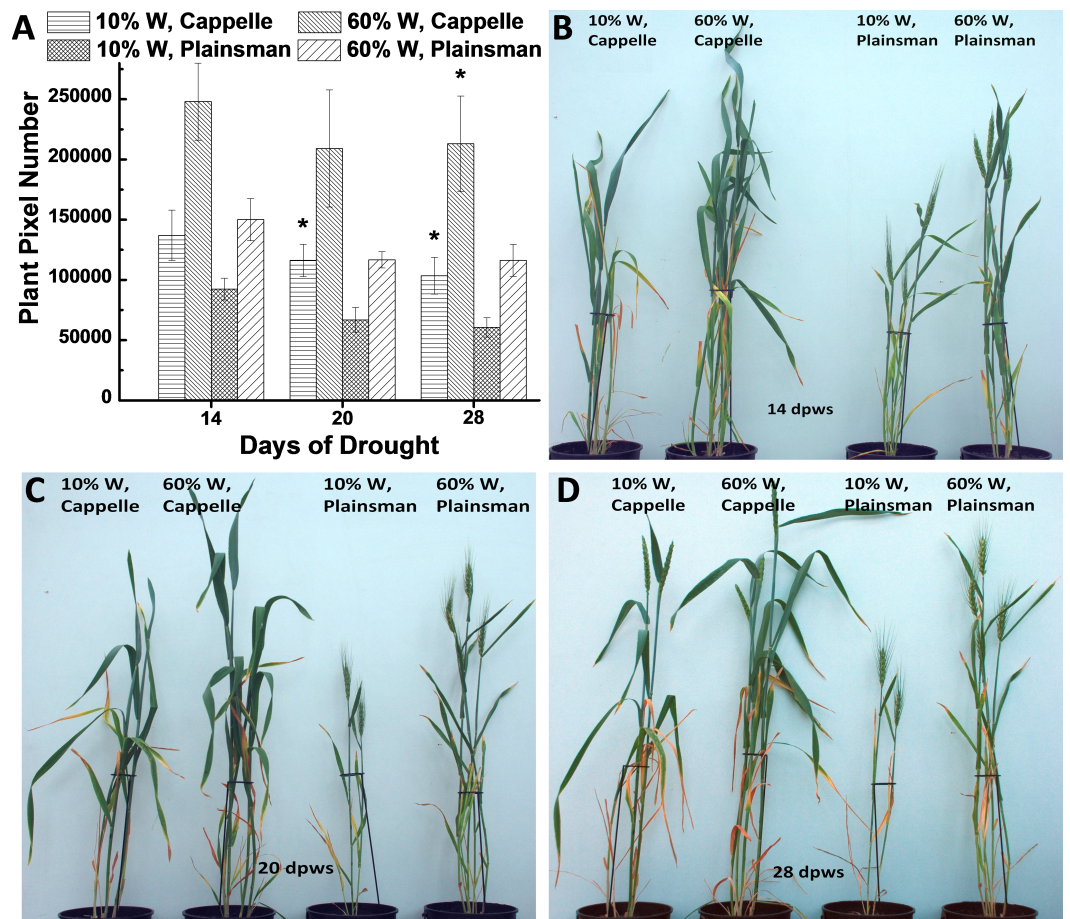 A
10% W, Cappelle
60% W, Cappelle
10% W, Plainsman
60% W, Plainsman
Plant Pixel Number
250000
200000
150000
100000
50000
0
*
*
*
14
20
28
Days of Drought
B
10% W,
Cappelle
60% W,
Cappelle
10% W,
Plainsman
60% W,
Plainsman
14 dpws
C
10% W,
Cappelle
60% W,
Cappelle
10% W,
Plainsman
60% W,
Plainsman
20 dpws
D
10% W,
Cappelle
60% W,
Cappelle
10% W,
Plainsman
60% W,
Plainsman
28 dpws